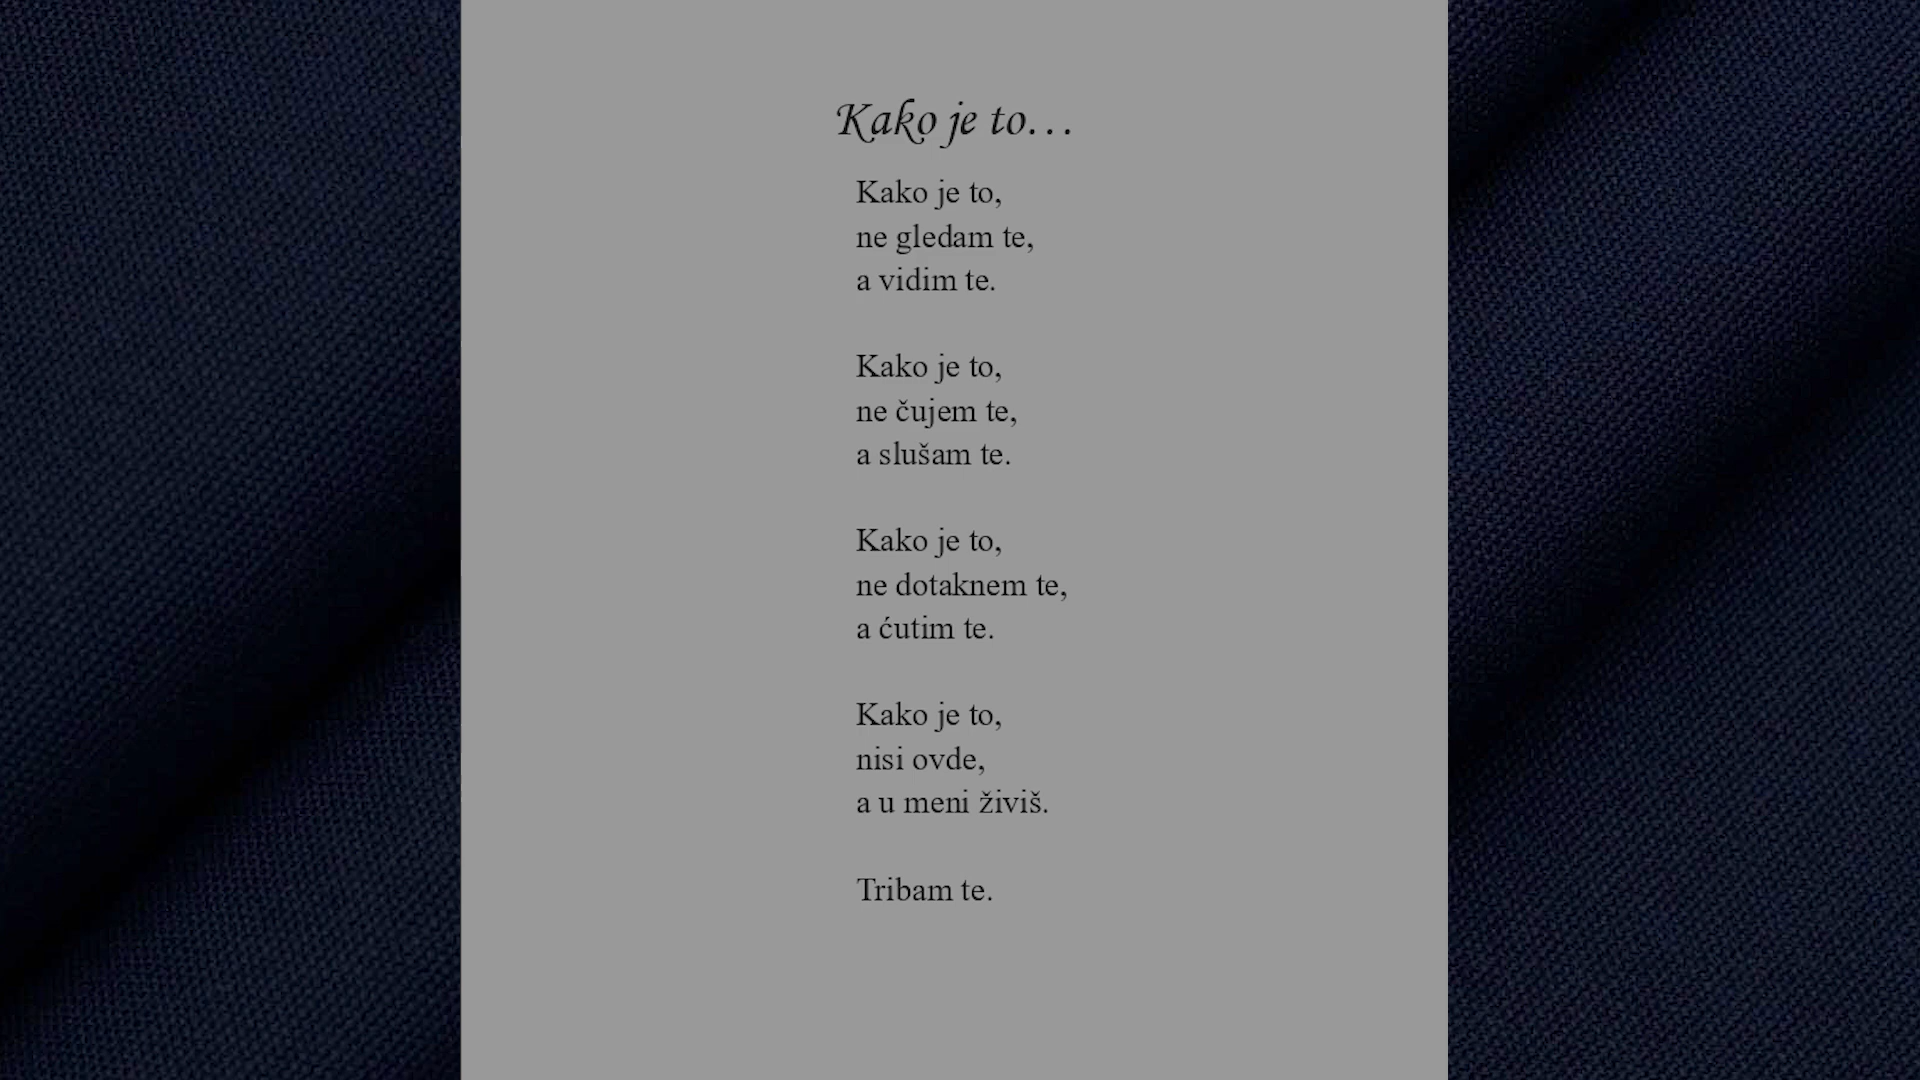 Kako je to…
Kako je to,
ne gledam te,
a vidim te.
Kako je to,
ne čujem te,
a slušam te.
Kako je to,
ne dotaknem te,
a ćutim te.
Kako je to,
nisi ovde,
a u meni živiš.
Tribam te.